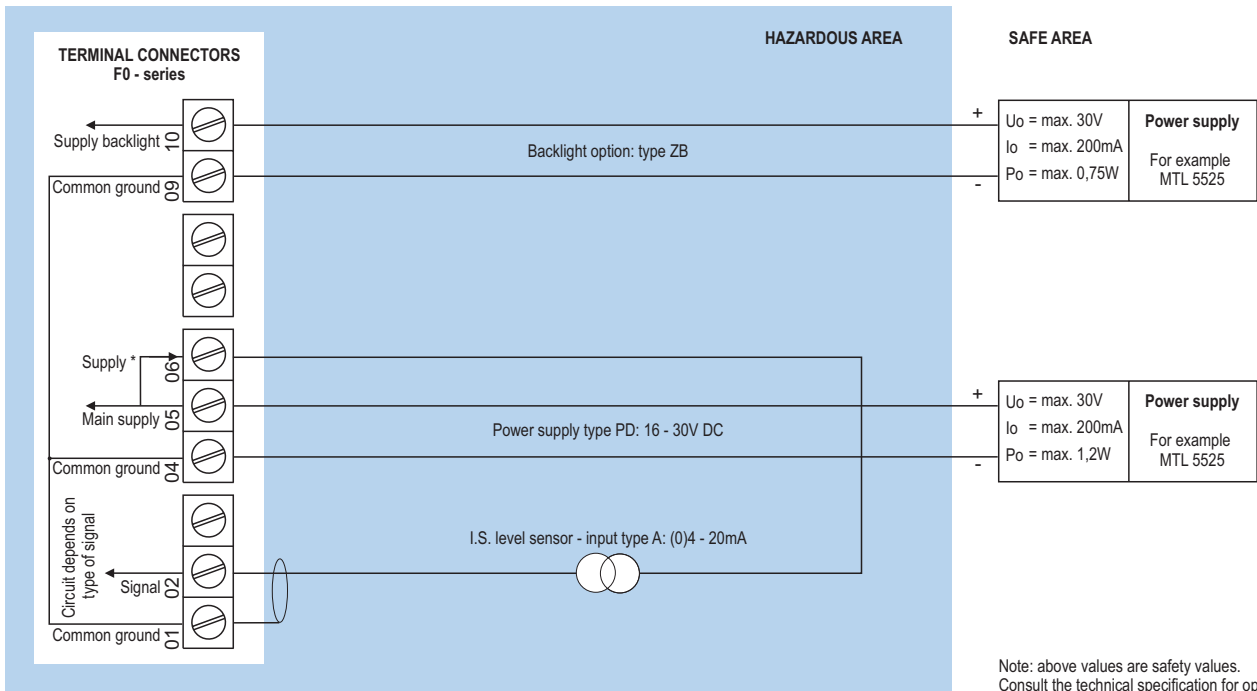 HAZARDOUS AREA
SAFE AREA
TERMINAL CONNECTORS
F0 - series
Supply backlight
10
Common ground
09
Backlight option: type ZB
+
-
Uo = max. 30V
Io = max. 200mA
Po = max. 0,75W
Power supply
For example
MTL 5525
Supply *
06
Main supply
05
Common ground
04
Power supply type PD: 16 - 30V DC
+
-
Uo = max. 30V
Io = max. 200mA
Po = max. 1,2W
Power supply
For example
MTL 5525
Circuit depends on
type of signal
Signal
02
Common ground
01
I.S. level sensor - input type A: (0)4 - 20mA
Note: above values are safety values.
Consult the technical specification for op